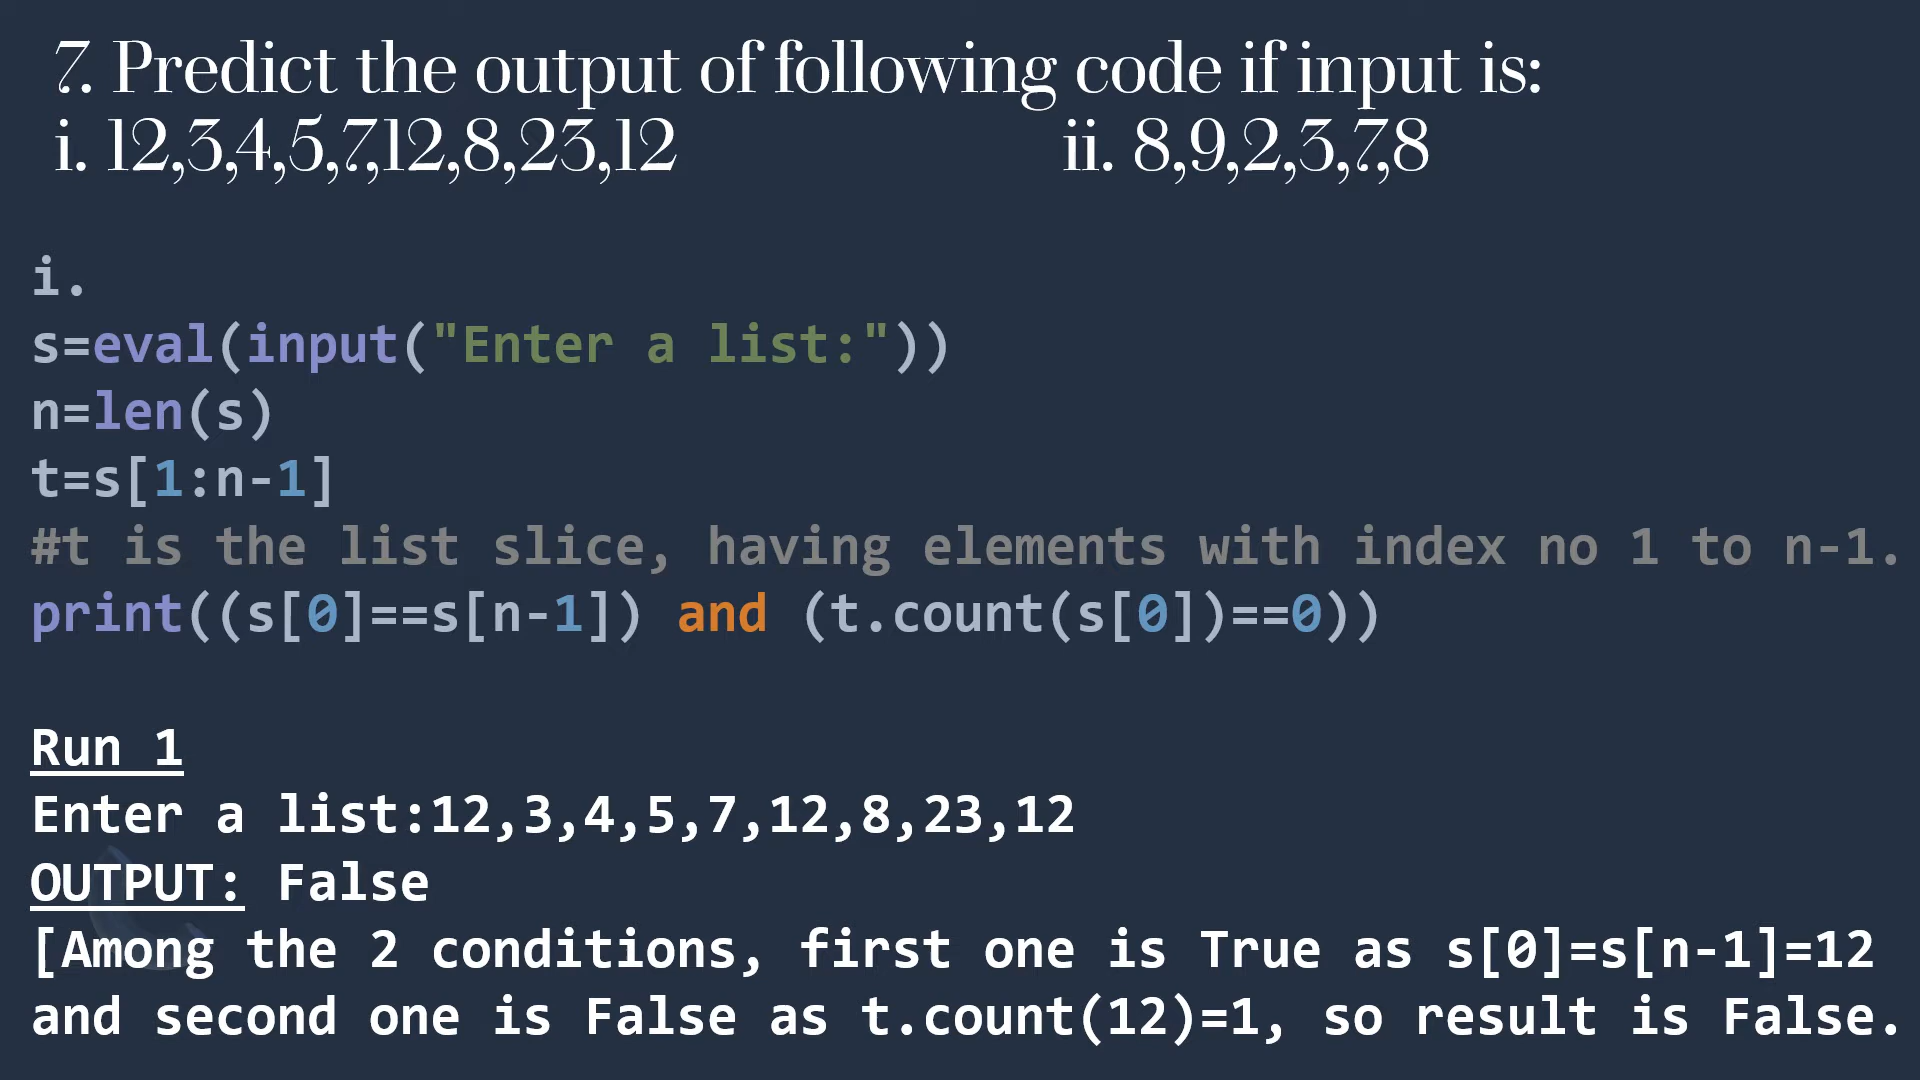 7. Predict the output of following code if input is:
i. 12,3,4,5,7,12,8,23,12 ii. 8,9,2,3,7,8
i.
s=eval(input("Enter a list:"))
n=len(s)
t=s[1:n-1]
#t is the list slice, having elements with index no 1 to n-1.
print((s[0]==s[n-1]) and (t.count(s[0])==0))
Run 1
Enter a list:12,3,4,5,7,12,8,23,12
OUTPUT: False
[Among the 2 conditions, first one is True as s[0]=s[n-1]=12
and second one is False as t.count(12)=1, so result is False.